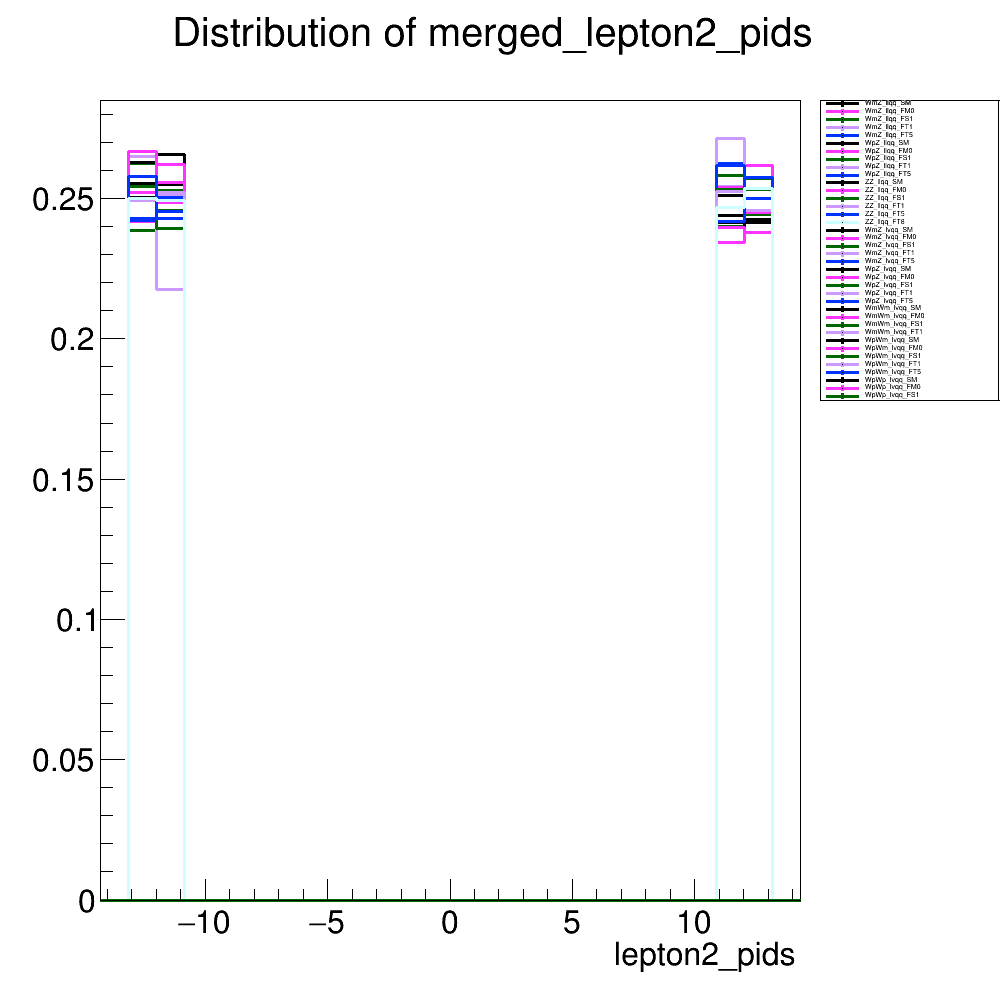 Distribution of merged_lepton2_pids
WmZ_llqq_SM
WmZ_llqq_FM0
WmZ_llqq_FS1
WmZ_llqq_FT1
WmZ_llqq_FT5
WpZ_llqq_SM
WpZ_llqq_FM0
WpZ_llqq_FS1
WpZ_llqq_FT1
WpZ_llqq_FT5
ZZ_llqq_SM
ZZ_llqq_FM0
ZZ_llqq_FS1
ZZ_llqq_FT1
ZZ_llqq_FT5
ZZ_llqq_FT8
WmZ_lvqq_SM
WmZ_lvqq_FM0
WmZ_lvqq_FS1
WmZ_lvqq_FT1
WmZ_lvqq_FT5
WpZ_lvqq_SM
WpZ_lvqq_FM0
WpZ_lvqq_FS1
WpZ_lvqq_FT1
WpZ_lvqq_FT5
WmWm_lvqq_SM
WmWm_lvqq_FM0
WmWm_lvqq_FS1
WmWm_lvqq_FT1
WpWm_lvqq_SM
WpWm_lvqq_FM0
WpWm_lvqq_FS1
WpWm_lvqq_FT1
WpWm_lvqq_FT5
WpWp_lvqq_SM
WpWp_lvqq_FM0
WpWp_lvqq_FS1
0.25
0.2
0.15
0.1
0.05
0
−10 −5 0 5 10
lepton2_pids